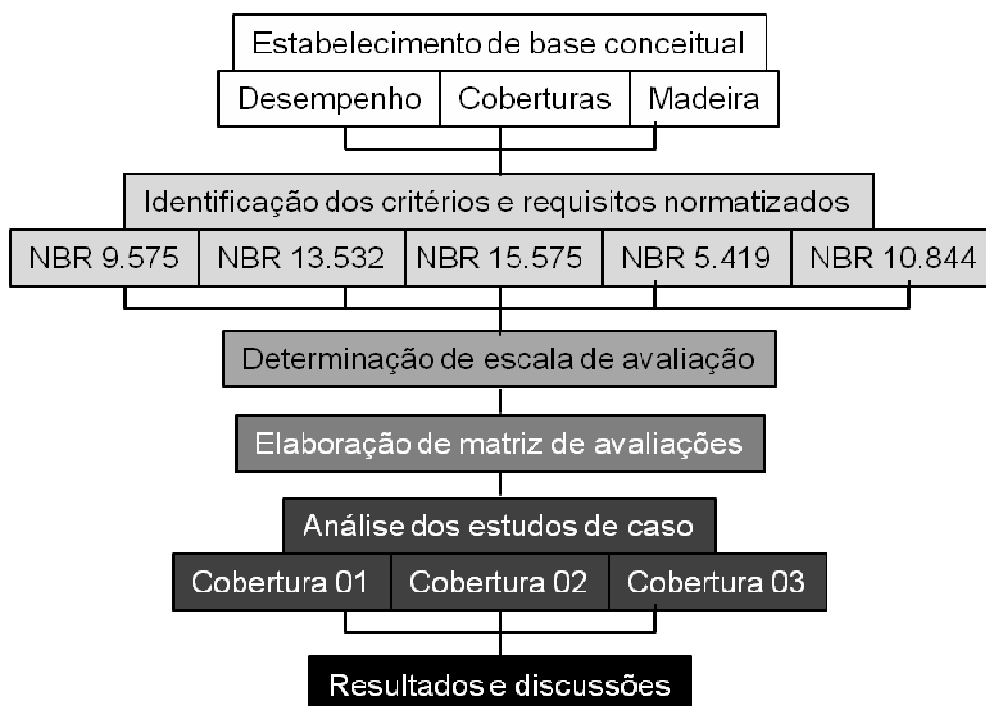 Estabelecimento de base conceitual
Desempenho Coberturas Madeira
Identificação dos critérios e requisitos normatizados
NBR 9.575 NBR 13.532 NBR 15.575 NBR 5.419 NBR 10.844
Determinação de escala de avaliação
Elaboração de matriz de avaliações
Análise dos estudos de caso
Cobertura 01 Cobertura 02 Cobertura 03
Resultados e discussões